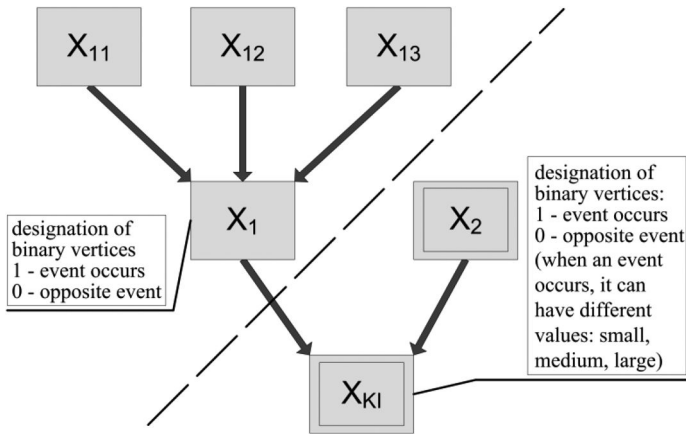 X₁₁
X₁₂
X₁₃
X₁
X₂
designation of
binary vertices
1 - event occurs
0 - opposite event
designation of
binary vertices:
1 - event occurs
0 - opposite event
(when an event
occurs, it can
have different
values: small,
medium, large)
X_KI